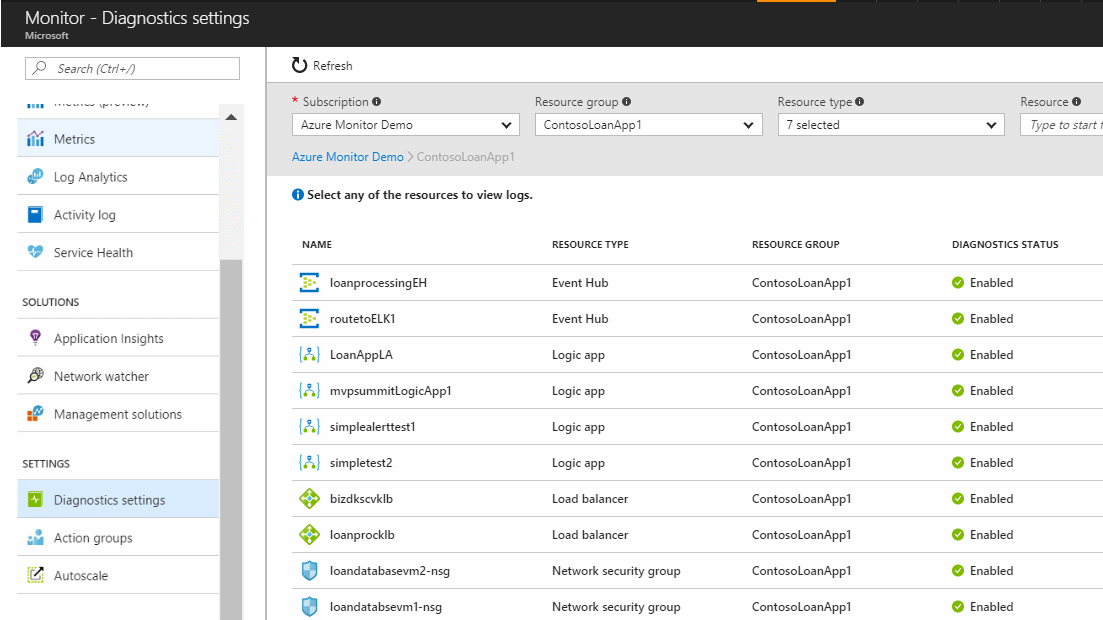 Monitor - Diagnostics settings
Microsoft
Search (Ctrl+/)
Metrics (preview)
Metrics
Log Analytics
Activity log
Service Health
SOLUTIONS
Application Insights
Network watcher
Management solutions
SETTINGS
Diagnostics settings
Action groups
Autoscale
Refresh
* Subscription Resource group Resource type Resource
Azure Monitor Demo ContosoLoanApp1 7 selected Type to start f
Azure Monitor Demo > ContosoLoanApp1
Select any of the resources to view logs.
NAME RESOURCE TYPE RESOURCE GROUP DIAGNOSTICS STATUS
loanprocessingEH Event Hub ContosoLoanApp1 Enabled
routetoELK1 Event Hub ContosoLoanApp1 Enabled
LoanAppLA Logic app ContosoLoanApp1 Enabled
mvpsummitLogicApp1 Logic app ContosoLoanApp1 Enabled
simplealerttest1 Logic app ContosoLoanApp1 Enabled
simpletest2 Logic app ContosoLoanApp1 Enabled
bizdkscvklb Load balancer ContosoLoanApp1 Enabled
loanprocklb Load balancer ContosoLoanApp1 Enabled
loandatabasevm2-nsg Network security group ContosoLoanApp1 Enabled
loandatabsevm1-nsg Network security group ContosoLoanApp1 Enabled